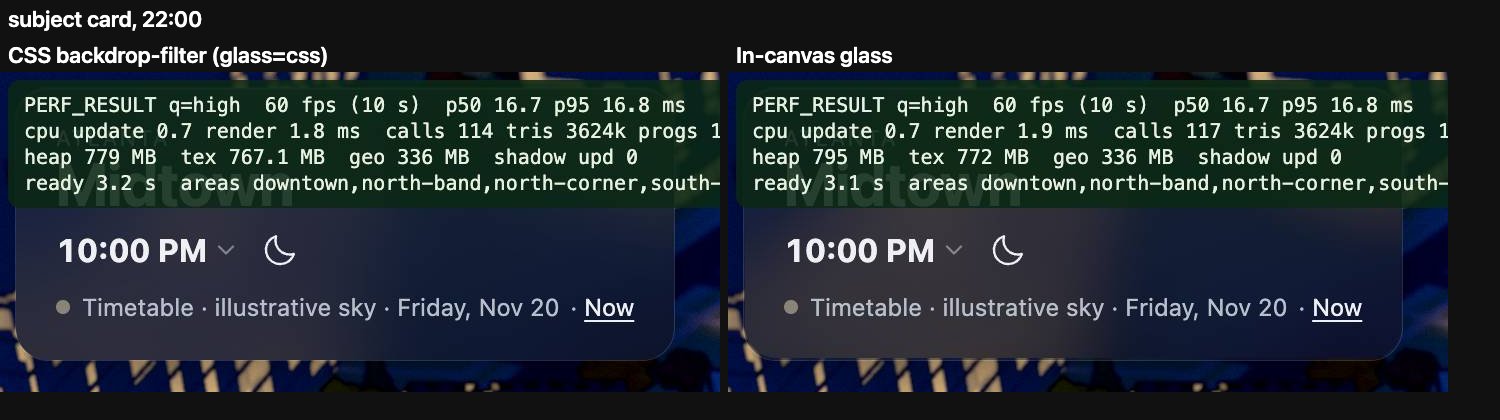 subject card, 22:00
CSS backdrop-filter (glass=css)
PERF_RESULT q=high 60 fps (10 s) p50 16.7 p95 16.8 ms
cpu update 0.7 render 1.8 ms calls 114 tris 3624k progs 1
heap 779 MB tex 767.1 MB geo 336 MB shadow upd 0
ready 3.2 s areas downtown,north-band,north-corner,south-
ATLANTA
Midtown
10:00 PM
Timetable · illustrative sky · Friday, Nov 20 · Now
In-canvas glass
PERF_RESULT q=high 60 fps (10 s) p50 16.7 p95 16.8 ms
cpu update 0.7 render 1.9 ms calls 117 tris 3624k progs 1
heap 795 MB tex 772 MB geo 336 MB shadow upd 0
ready 3.1 s areas downtown,north-band,north-corner,south-
ATLANTA
Midtown
10:00 PM
Timetable · illustrative sky · Friday, Nov 20 · Now